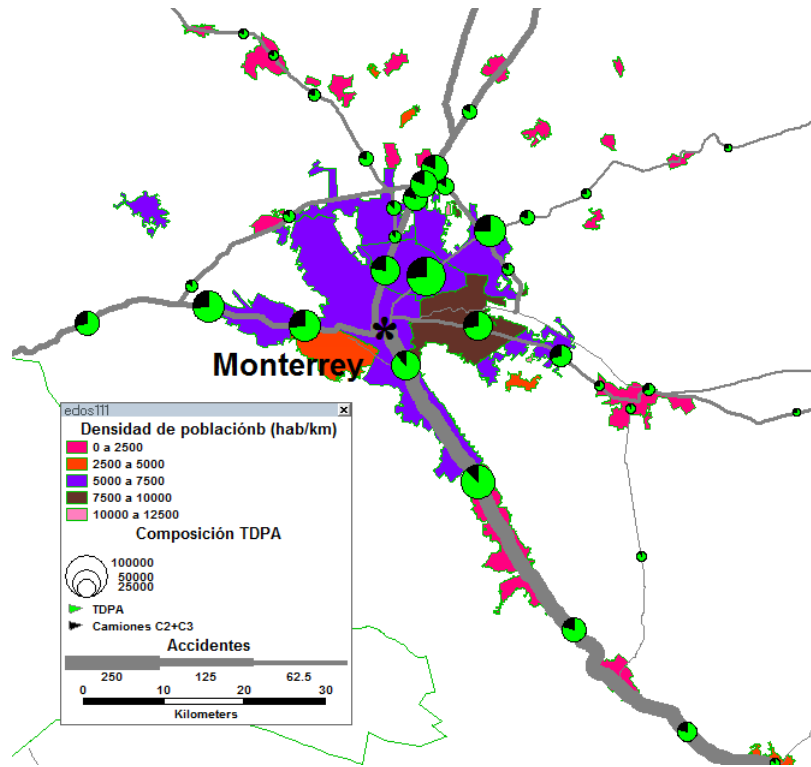 Monterrey
edos111
Densidad de poblaciónb (hab/km)
0 a 2500
2500 a 5000
5000 a 7500
7500 a 10000
10000 a 12500
Composición TDPA
100000
50000
25000
TDPA
Camiones C2+C3
Accidentes
250 125 62.5
0 10 20 30
Kilometers